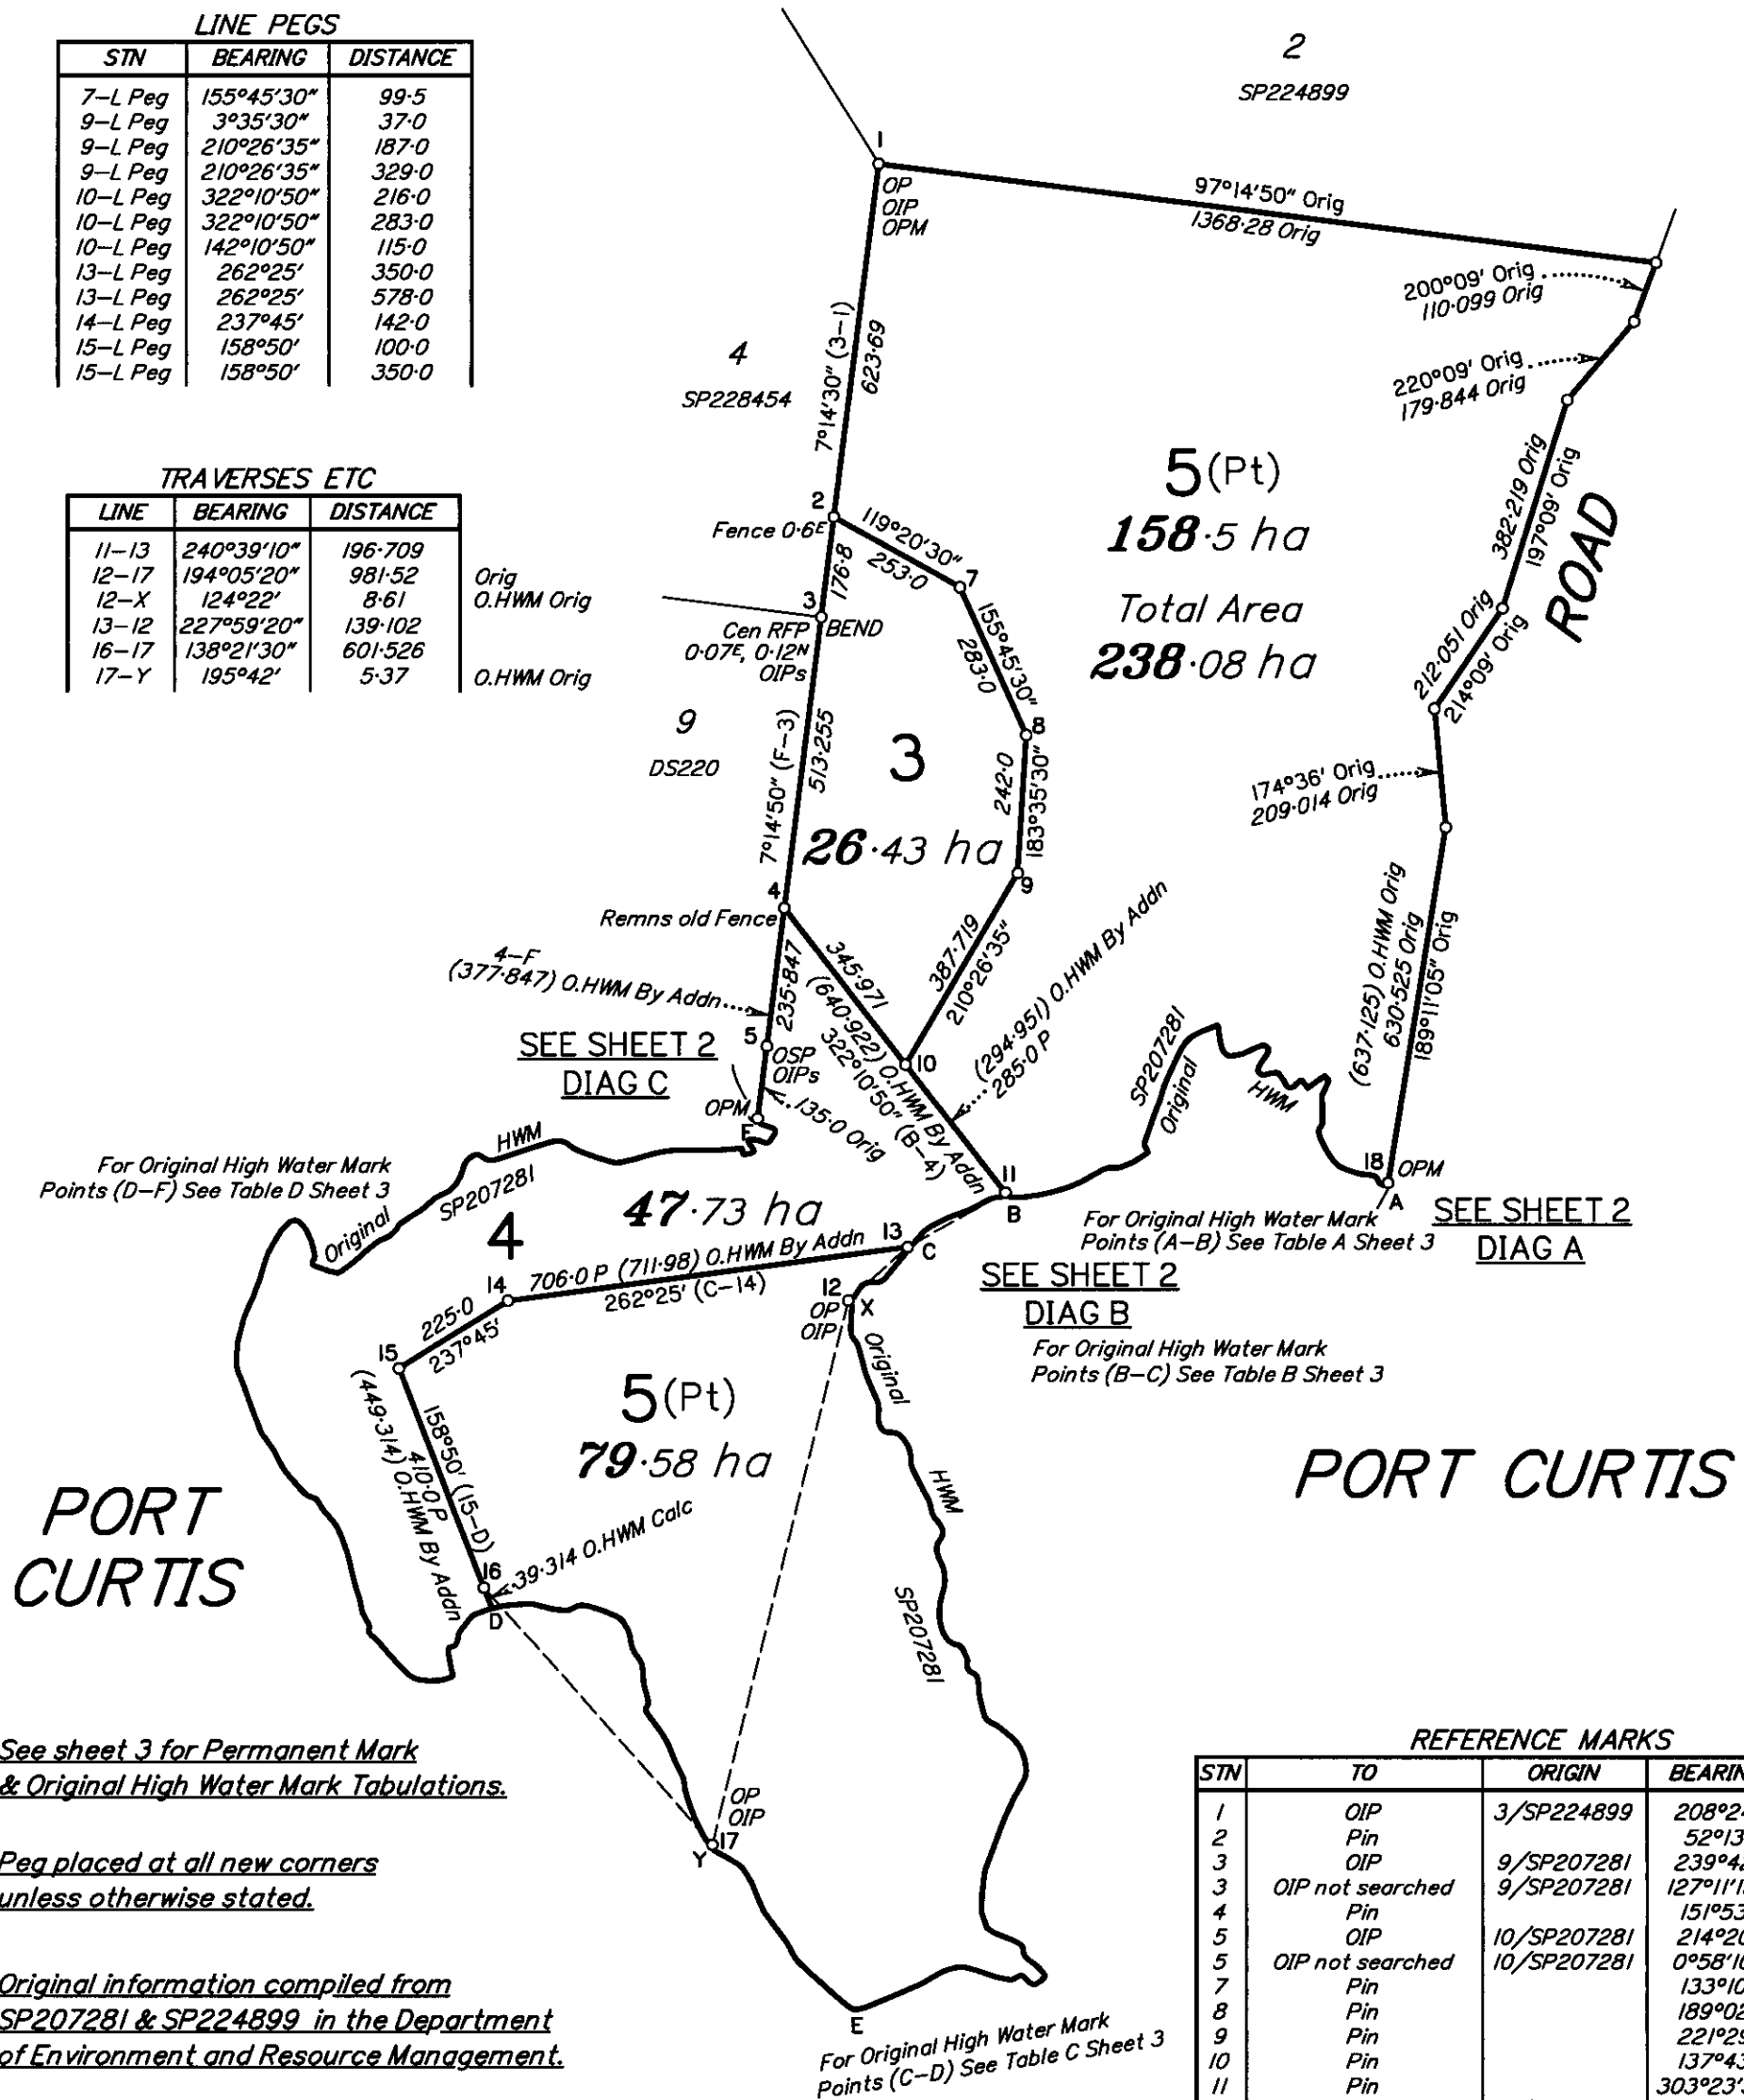 LINE PEGS
STN BEARING DISTANCE
7-L Peg 155°45'30" 99·5
9-L Peg 3°35'30" 37·0
9-L Peg 210°26'35" 187·0
9-L Peg 210°26'35" 329·0
10-L Peg 322°10'50" 216·0
10-L Peg 322°10'50" 283·0
10-L Peg 142°10'50" 115·0
13-L Peg 262°25' 350·0
13-L Peg 262°25' 578·0
14-L Peg 237°45' 142·0
15-L Peg 158°50' 100·0
15-L Peg 158°50' 350·0
TRAVERSES ETC
LINE BEARING DISTANCE
11-13 240°39'10" 196·709
12-17 194°05'20" 981·52 Orig
12-X 124°22' 8·61 O.HWM Orig
13-12 227°59'20" 139·102
16-17 138°21'30" 601·526
17-Y 195°42' 5·37 O.HWM Orig
2
SP224899
1
OP
OIP
OPM
97°14'50" Orig
1368·28 Orig
200°09' Orig
110·099 Orig
220°09' Orig
179·844 Orig
382·219 Orig
197°09' Orig
ROAD
212·051 Orig
214°09' Orig
174°36' Orig
209·014 Orig
(637·125) O.HWM Orig
630·525 Orig
189°11'05" Orig
4
SP228454
7°14'30" (3-1)
623·69
5(Pt)
158·5 ha
Total Area
238·08 ha
2
Fence 0·6E
119°20'30"
253·0
7
176·8
3
Cen RFP BEND
0·07E, 0·12N
OIPs
155°45'30"
283·0
8
9
DS220
7°14'50" (F-3)
513·255
3
26·43 ha
242·0
183°35'30"
9
4
Remns old Fence
387·719
210°26'35"
4-F
(377·847) O.HWM By Addn
235·847
345·971
(640·922) O.HWM By Addn
322°10'50" (B-4)
10
(294·951) O.HWM By Addn
285·0 P
5
OSP
OIPs
SEE SHEET 2
DIAG C
OPM
F
135·0 Orig
SP207281
Original
HWM
18
OPM
A
SEE SHEET 2
DIAG A
11
B
For Original High Water Mark
Points (A-B) See Table A Sheet 3
HWM
For Original High Water Mark
Points (D-F) See Table D Sheet 3
SP207281
Original
4
47·73 ha
13
C
706·0 P (711·98) O.HWM By Addn
262°25' (C-14)
14
SEE SHEET 2
DIAG B
For Original High Water Mark
Points (B-C) See Table B Sheet 3
12
X
OP
OIP
Original
225·0
237°45'
15
5(Pt)
79·58 ha
158°50' (15-D)
410·0 P
(449·314) O.HWM By Addn
HWM
PORT CURTIS
PORT
CURTIS
16
39·314 O.HWM Calc
D
SP207281
See sheet 3 for Permanent Mark
& Original High Water Mark Tabulations.
OP
OIP
17
Y
Peg placed at all new corners
unless otherwise stated.
Original information compiled from
SP207281 & SP224899 in the Department
of Environment and Resource Management.
E
For Original High Water Mark
Points (C-D) See Table C Sheet 3
REFERENCE MARKS
STN TO ORIGIN
1 OIP 3/SP224899
2 Pin
3 OIP 9/SP207281
3 OIP not searched 9/SP207281
4 Pin
5 OIP 10/SP207281
5 OIP not searched 10/SP207281
7 Pin
8 Pin
9 Pin
10 Pin
11 Pin